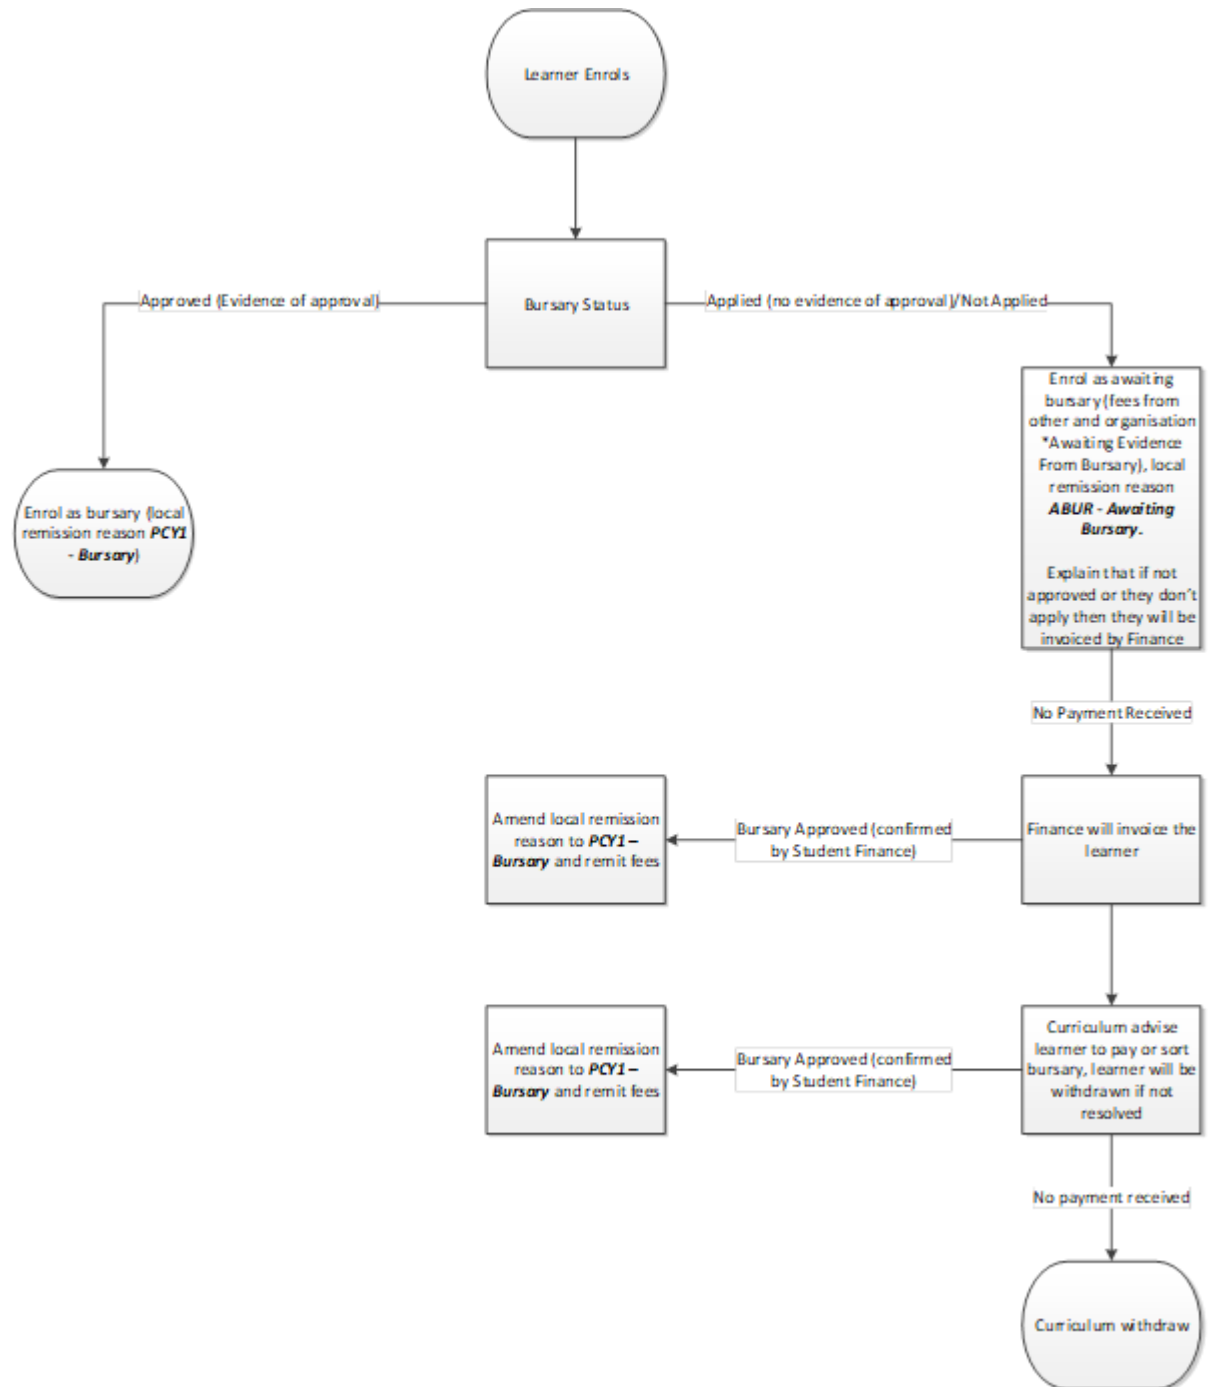 Learner Enrols
Approved (Evidence of approval)
Bursary Status
Applied (no evidence of approval)/Not Applied
Enrol as bursary (local
remission reason PCY1
- Bursary)
Enrol as awaiting
bursary (fees from
other and organisation
*Awaiting Evidence
From Bursary), local
remission reason
ABUR - Awaiting
Bursary.
Explain that if not
approved or they don't
apply then they will be
invoiced by Finance
No Payment Received
Amend local remission
reason to PCY1 –
Bursary and remit fees
Bursary Approved (confirmed
by Student Finance)
Finance will invoice the
learner
Amend local remission
reason to PCY1 –
Bursary and remit fees
Bursary Approved (confirmed
by Student Finance)
Curriculum advise
learner to pay or sort
bursary, learner will be
withdrawn if not
resolved
No payment received
Curriculum withdraw